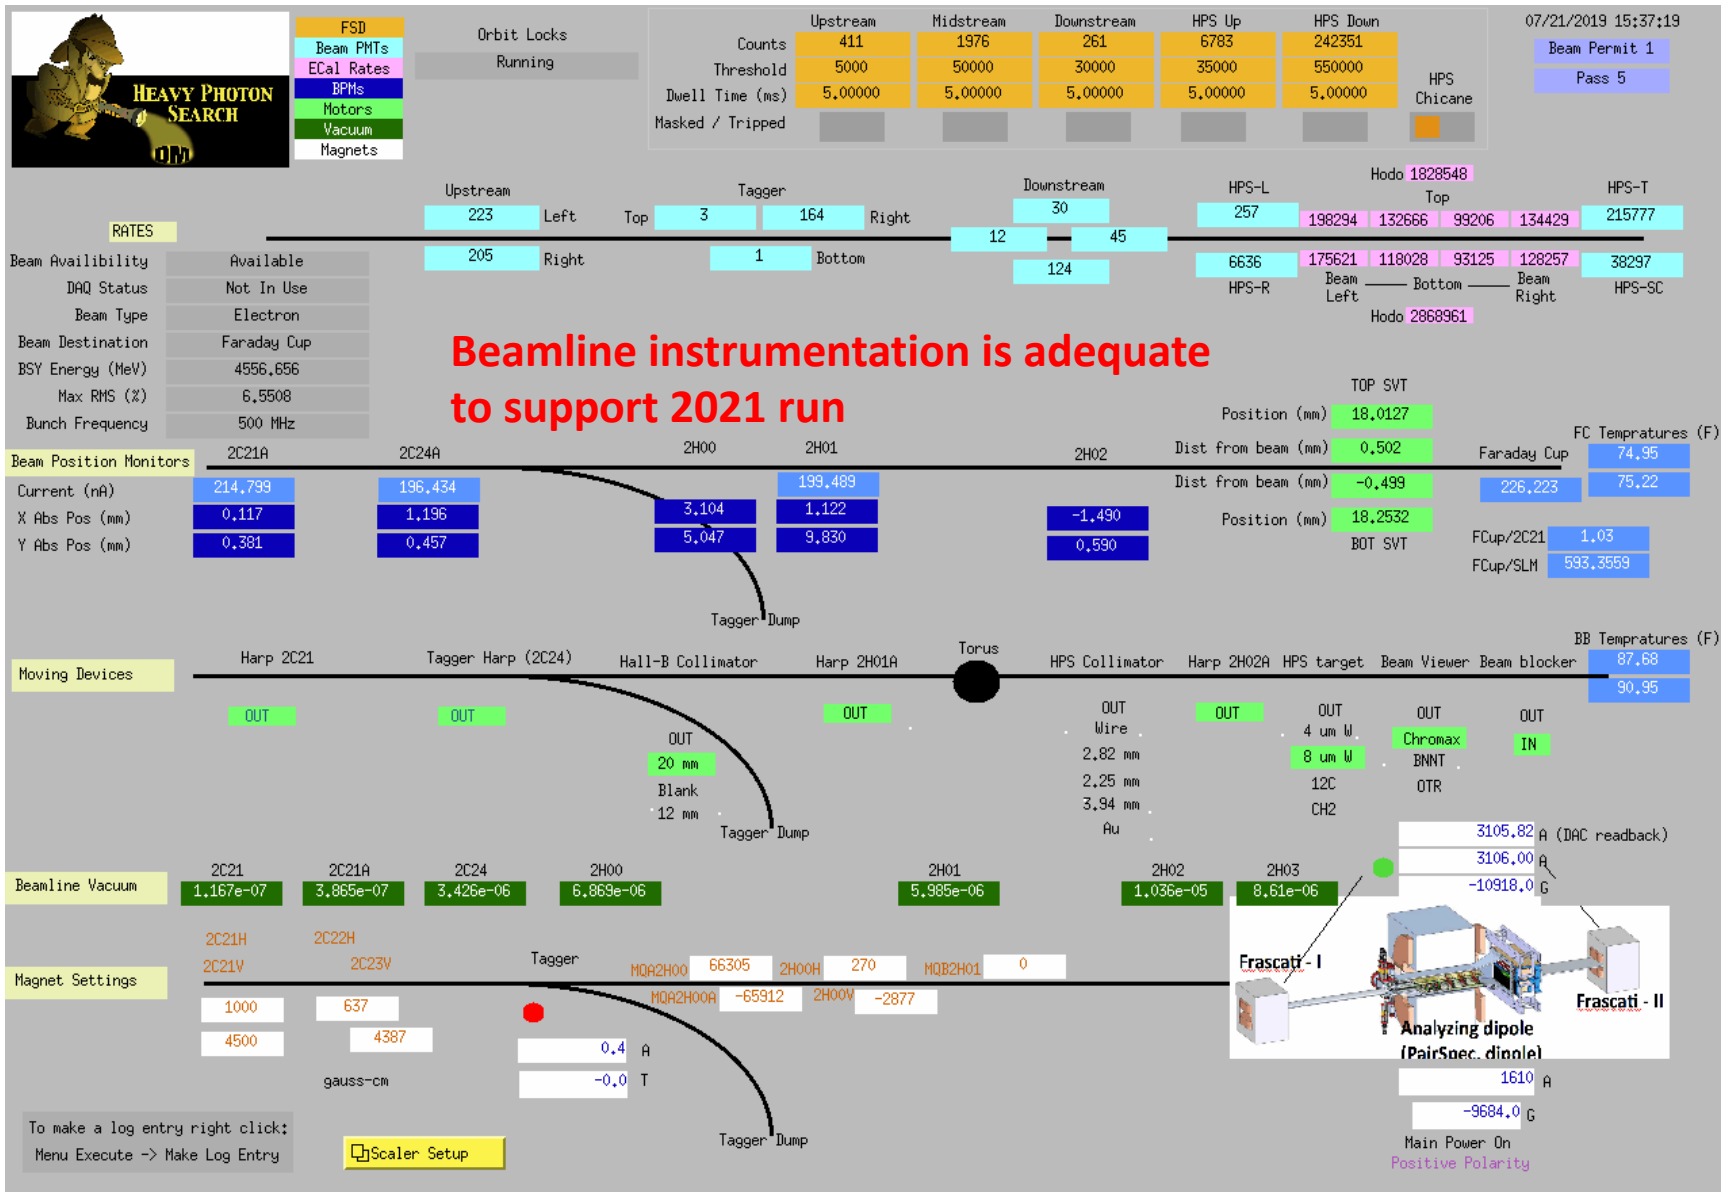 HEAVY PHOTON
SEARCH
FSD
Beam PMTs
ECal Rates
BPMs
Motors
Vacuum
Magnets
Orbit Locks
Running
Upstream Midstream Downstream HPS Up HPS Down
Counts 411 1976 261 6783 242351
Threshold 5000 50000 30000 35000 550000
Dwell Time (ms) 5.00000 5.00000 5.00000 5.00000 5.00000
Masked / Tripped
HPS
Chicane
07/21/2019 15:37:19
Beam Permit 1
Pass 5
RATES
Upstream
223 Left
205 Right
Tagger
Top 3 164 Right
1 Bottom
Downstream
30
12 45
124
HPS-L
257
6636
HPS-R
Hodo 1828548
Top
198294 132666 99206 134429
175621 118028 93125 128257
Beam Left Bottom Beam Right
Hodo 2868961
HPS-T
215777
38297
HPS-SC
Beam Availibility Available
DAQ Status Not In Use
Beam Type Electron
Beam Destination Faraday Cup
BSY Energy (MeV) 4556.656
Max RMS (%) 6.5508
Bunch Frequency 500 MHz
Beamline instrumentation is adequate
to support 2021 run
TOP SVT
Position (mm) 18.0127
Dist from beam (mm) 0.502
Dist from beam (mm) -0.499
Position (mm) 18.2532
BOT SVT
FC Tempratures (F)
74.95
75.22
Faraday Cup
226.223
FCup/2C21 1.03
FCup/SLM 593.3559
Beam Position Monitors
2C21A 2C24A 2H00 2H01 2H02
Current (nA) 214.799 196.434 199.489
X Abs Pos (mm) 0.117 1.196 3.104 1.122 -1.490
Y Abs Pos (mm) 0.381 0.457 5.047 9.830 0.590
Tagger Dump
Moving Devices
BB Tempratures (F)
87.68
90.95
Harp 2C21
OUT
Tagger Harp (2C24)
OUT
Hall-B Collimator
OUT
20 mm
Blank
12 mm
Tagger Dump
Harp 2H01A
OUT
Torus
HPS Collimator
OUT
Wire
2.82 mm
2.25 mm
3.94 mm
Au
Harp 2H02A
OUT
HPS target
OUT
4 um W
8 um W
12C
CH2
Beam Viewer
OUT
Chromax
BNNT
OTR
Beam blocker
OUT
IN
Beamline Vacuum
2C21 2C21A 2C24 2H00 2H01 2H02 2H03
1.167e-07 3.865e-07 3.426e-06 6.869e-06 5.985e-06 1.036e-05 8.61e-06
3105.82 A (DAC readback)
3106.00 A
-10918.0 G
Magnet Settings
2C21H 2C22H
2C21V 2C23V
1000 637
4500 4387
gauss-cm
Tagger
0.4 A
-0.0 T
MQA2H00 66305 2H00H 270 MQB2H01 0
MQA2H00A -65912 2H00V -2877
Tagger Dump
Frascati - I
Frascati - II
Analyzing dipole
(PairSpec. dipole)
1610 A
-9684.0 G
Main Power On
Positive Polarity
To make a log entry right click:
Menu Execute -> Make Log Entry
Scaler Setup